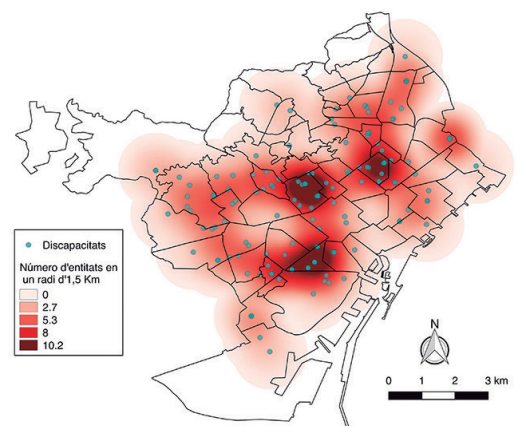 Discapacitats
Número d'entitats en
un radi d'1,5 Km
0
2.7
5.3
8
10.2
N
0 1 2 3 km